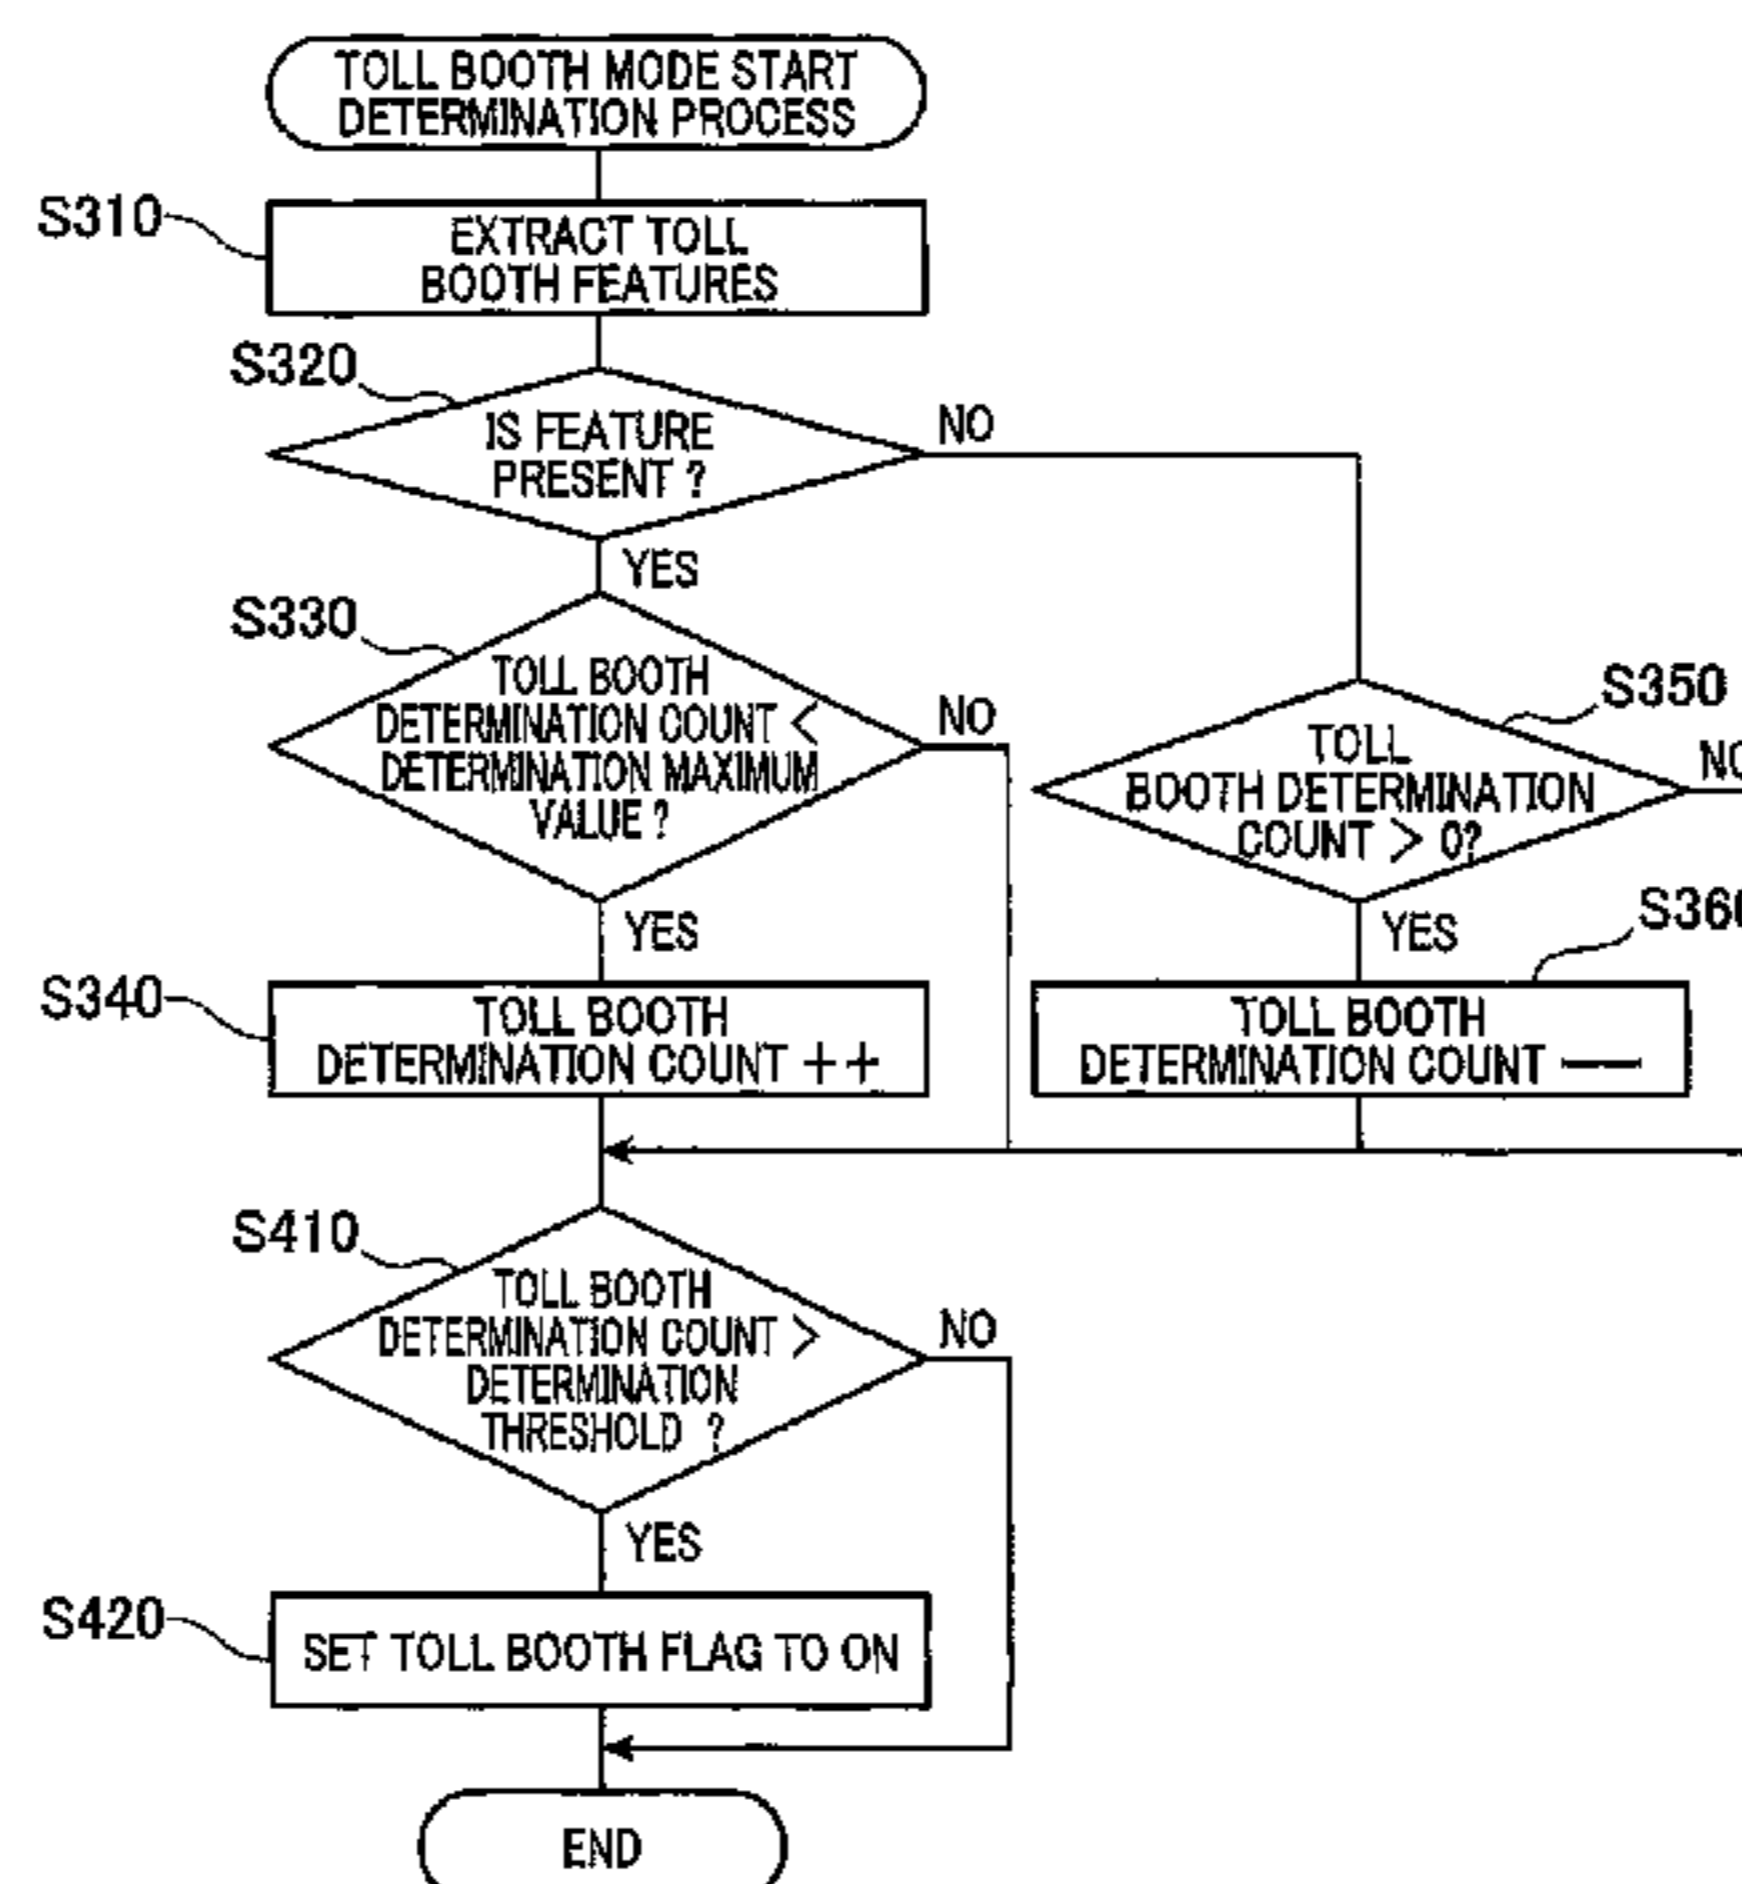 TOLL BOOTH MODE START
DETERMINATION PROCESS
S310
EXTRACT TOLL
BOOTH FEATURES
S320
IS FEATURE
PRESENT ?
NO
YES
S330
TOLL BOOTH
DETERMINATION COUNT <
DETERMINATION MAXIMUM
VALUE ?
NO
YES
S350
TOLL
BOOTH DETERMINATION
COUNT > 0?
NO
YES
S340
TOLL BOOTH
DETERMINATION COUNT ++
S360
TOLL BOOTH
DETERMINATION COUNT --
S410
TOLL BOOTH
DETERMINATION COUNT >
DETERMINATION
THRESHOLD ?
NO
YES
S420
SET TOLL BOOTH FLAG TO ON
END